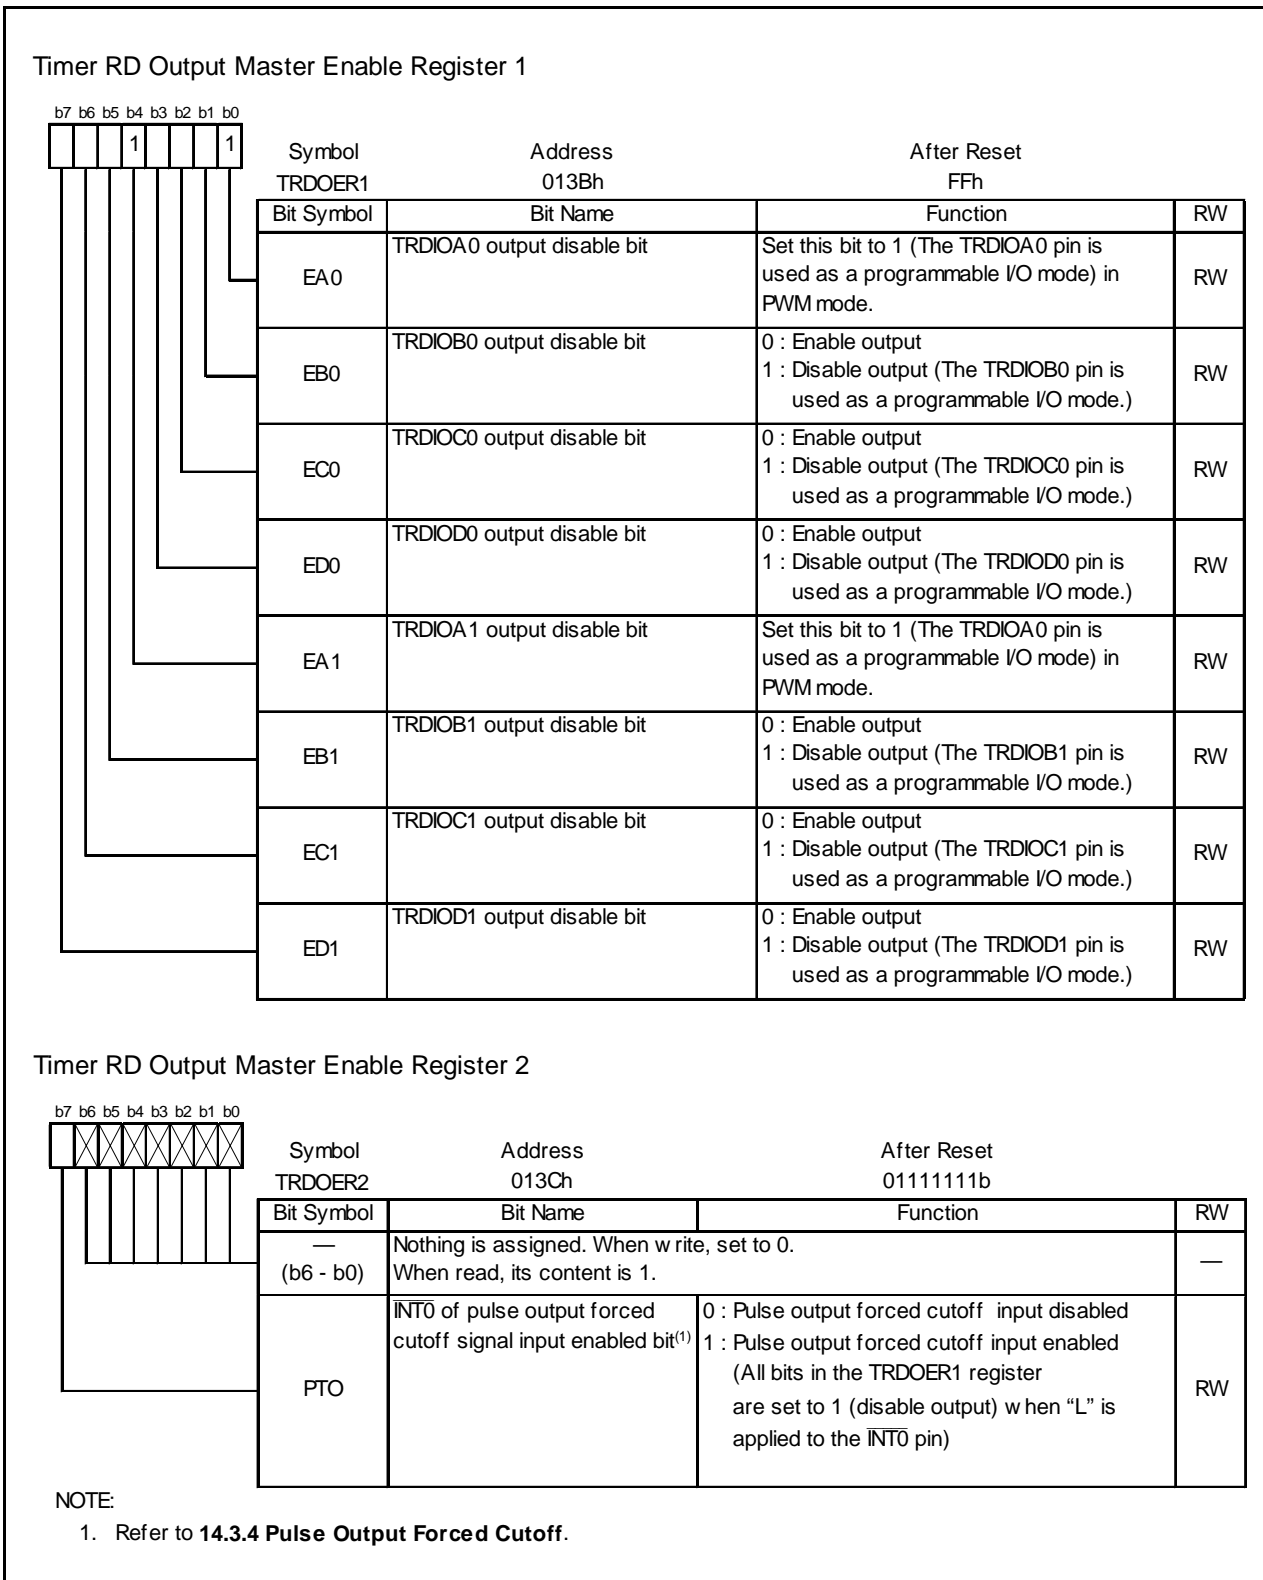 Timer RD Output Master Enable Register 1
b7 b6 b5 b4 b3 b2 b1 b0
1 1
Symbol Address After Reset
TRDOER1 013Bh FFh
Bit Symbol Bit Name Function RW
EA0 TRDIOA0 output disable bit Set this bit to 1 (The TRDIOA0 pin is
used as a programmable I/O mode) in
PWM mode.
RW
EB0 TRDIOB0 output disable bit 0 : Enable output
1 : Disable output (The TRDIOB0 pin is
used as a programmable I/O mode.)
RW
EC0 TRDIOC0 output disable bit 0 : Enable output
1 : Disable output (The TRDIOC0 pin is
used as a programmable I/O mode.)
RW
ED0 TRDIOD0 output disable bit 0 : Enable output
1 : Disable output (The TRDIOD0 pin is
used as a programmable I/O mode.)
RW
EA1 TRDIOA1 output disable bit Set this bit to 1 (The TRDIOA0 pin is
used as a programmable I/O mode) in
PWM mode.
RW
EB1 TRDIOB1 output disable bit 0 : Enable output
1 : Disable output (The TRDIOB1 pin is
used as a programmable I/O mode.)
RW
EC1 TRDIOC1 output disable bit 0 : Enable output
1 : Disable output (The TRDIOC1 pin is
used as a programmable I/O mode.)
RW
ED1 TRDIOD1 output disable bit 0 : Enable output
1 : Disable output (The TRDIOD1 pin is
used as a programmable I/O mode.)
RW
Timer RD Output Master Enable Register 2
b7 b6 b5 b4 b3 b2 b1 b0
Symbol Address After Reset
TRDOER2 013Ch 01111111b
Bit Symbol Bit Name Function RW
—
(b6 - b0)
Nothing is assigned. When write, set to 0.
When read, its content is 1.
—
PTO
INT0 of pulse output forced
cutoff signal input enabled bit(1)
0 : Pulse output forced cutoff input disabled
1 : Pulse output forced cutoff input enabled
(All bits in the TRDOER1 register
are set to 1 (disable output) when “L” is
applied to the INT0 pin)
RW
NOTE:
1. Refer to 14.3.4 Pulse Output Forced Cutoff.